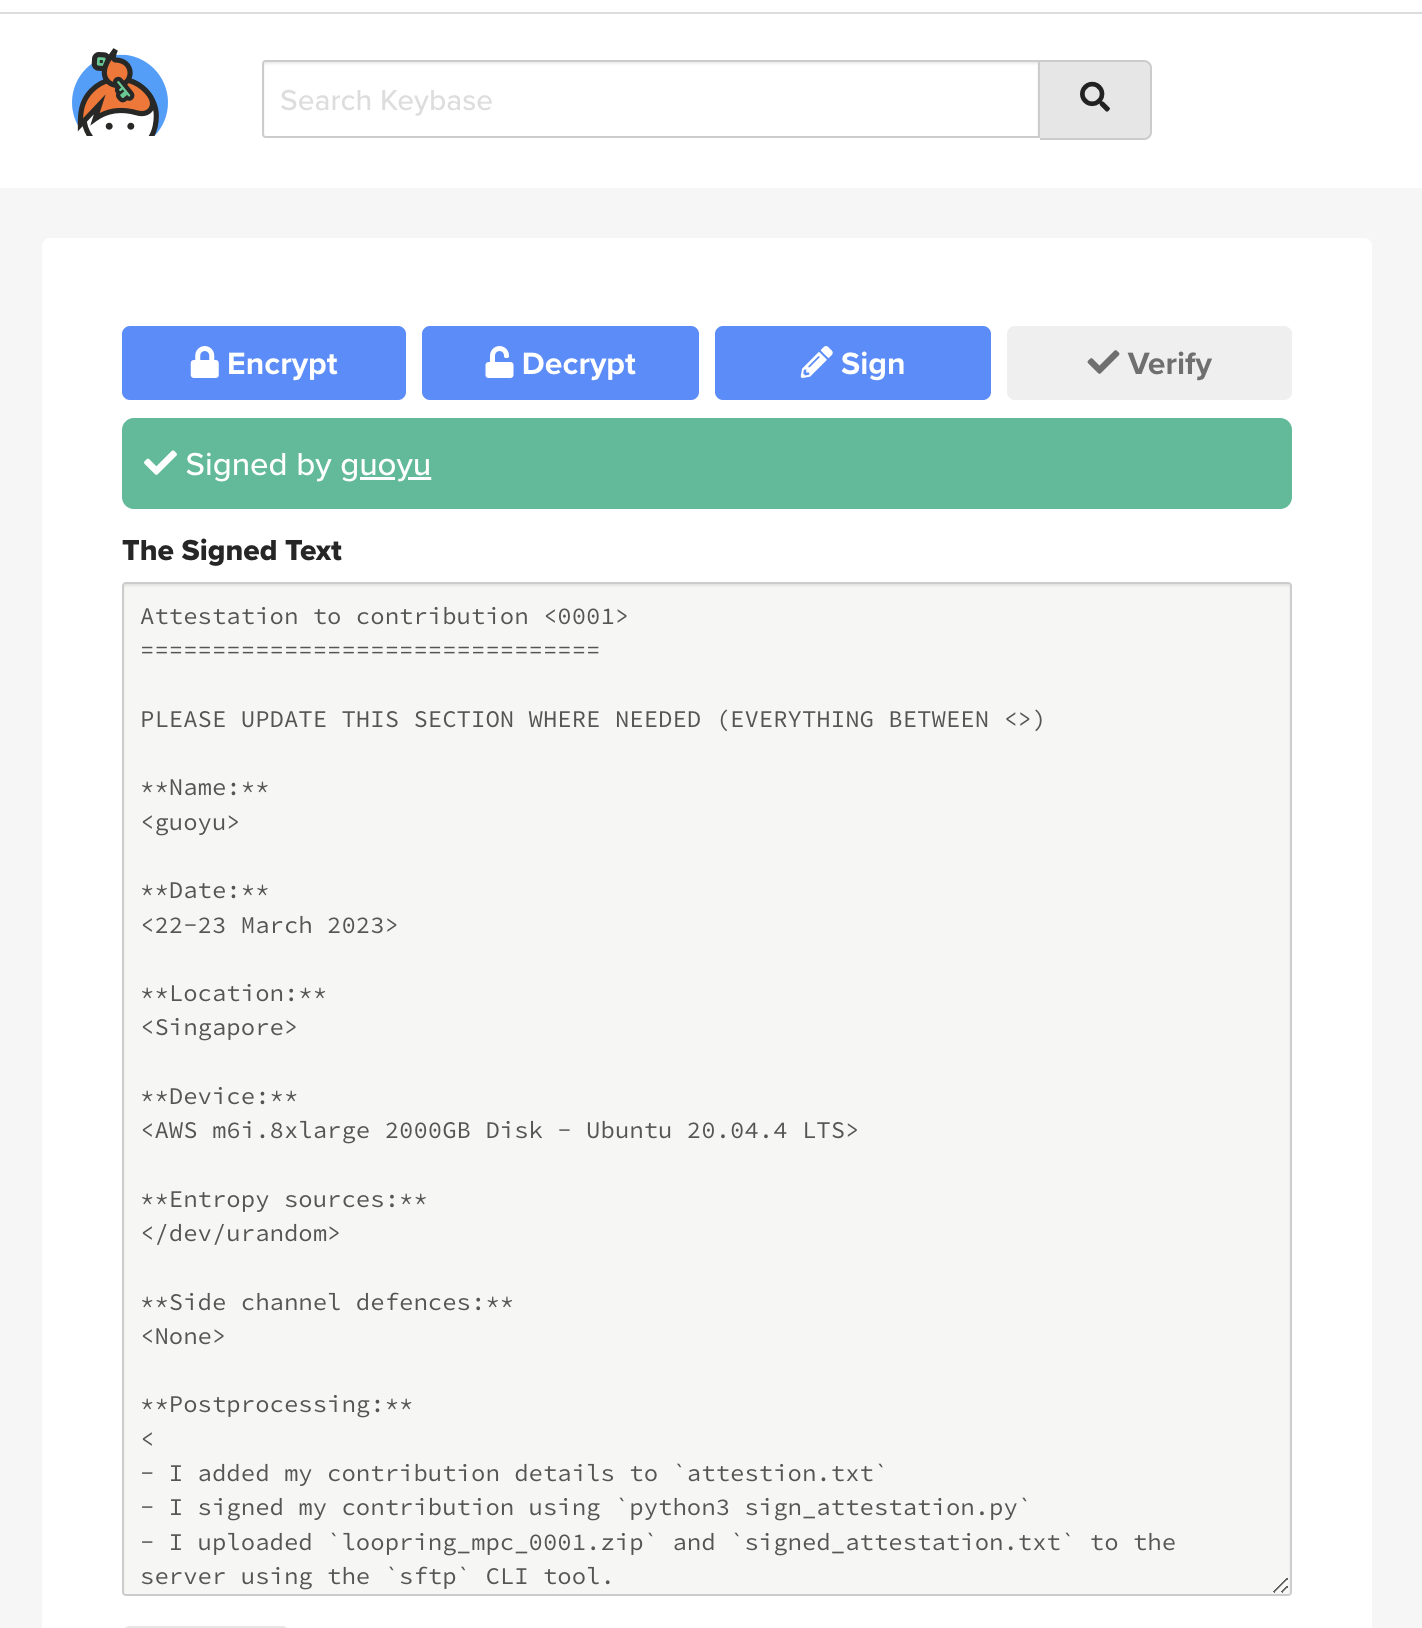 Search Keybase
Encrypt
Decrypt
Sign
Verify
Signed by guoyu
The Signed Text
Attestation to contribution <0001>
================================
PLEASE UPDATE THIS SECTION WHERE NEEDED (EVERYTHING BETWEEN <>)
**Name:**
<guoyu>
**Date:**
<22-23 March 2023>
**Location:**
<Singapore>
**Device:**
<AWS m6i.8xlarge 2000GB Disk - Ubuntu 20.04.4 LTS>
**Entropy sources:**
</dev/urandom>
**Side channel defences:**
<None>
**Postprocessing:**
<
- I added my contribution details to `attestion.txt`
- I signed my contribution using `python3 sign_attestation.py`
- I uploaded `loopring_mpc_0001.zip` and `signed_attestation.txt` to the
server using the `sftp` CLI tool.